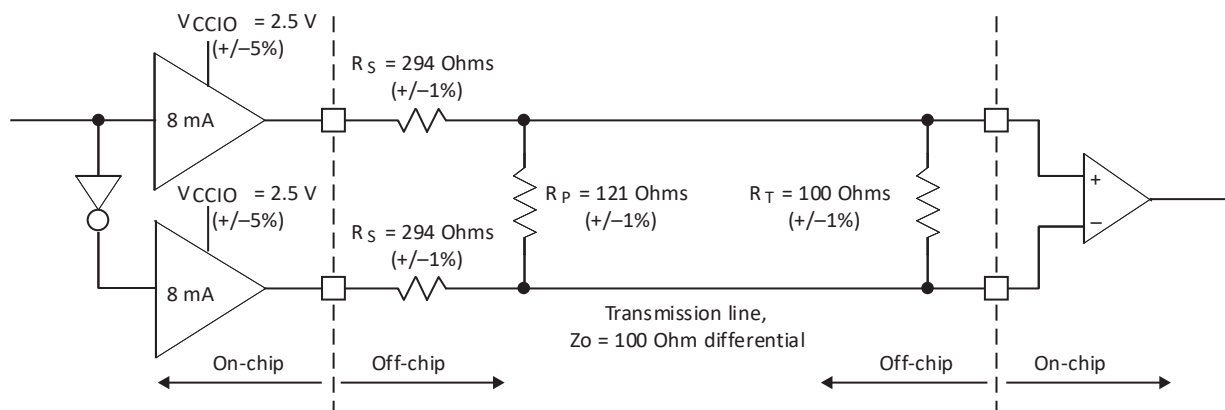 VCCIO = 2.5 V
(+/–5%)
8 mA
RS = 294 Ohms
(+/–1%)
VCCIO = 2.5 V
(+/–5%)
8 mA
RS = 294 Ohms
(+/–1%)
RP = 121 Ohms
(+/–1%)
RT = 100 Ohms
(+/–1%)
+
–
Transmission line,
Zo = 100 Ohm differential
On-chip
Off-chip
Off-chip
On-chip